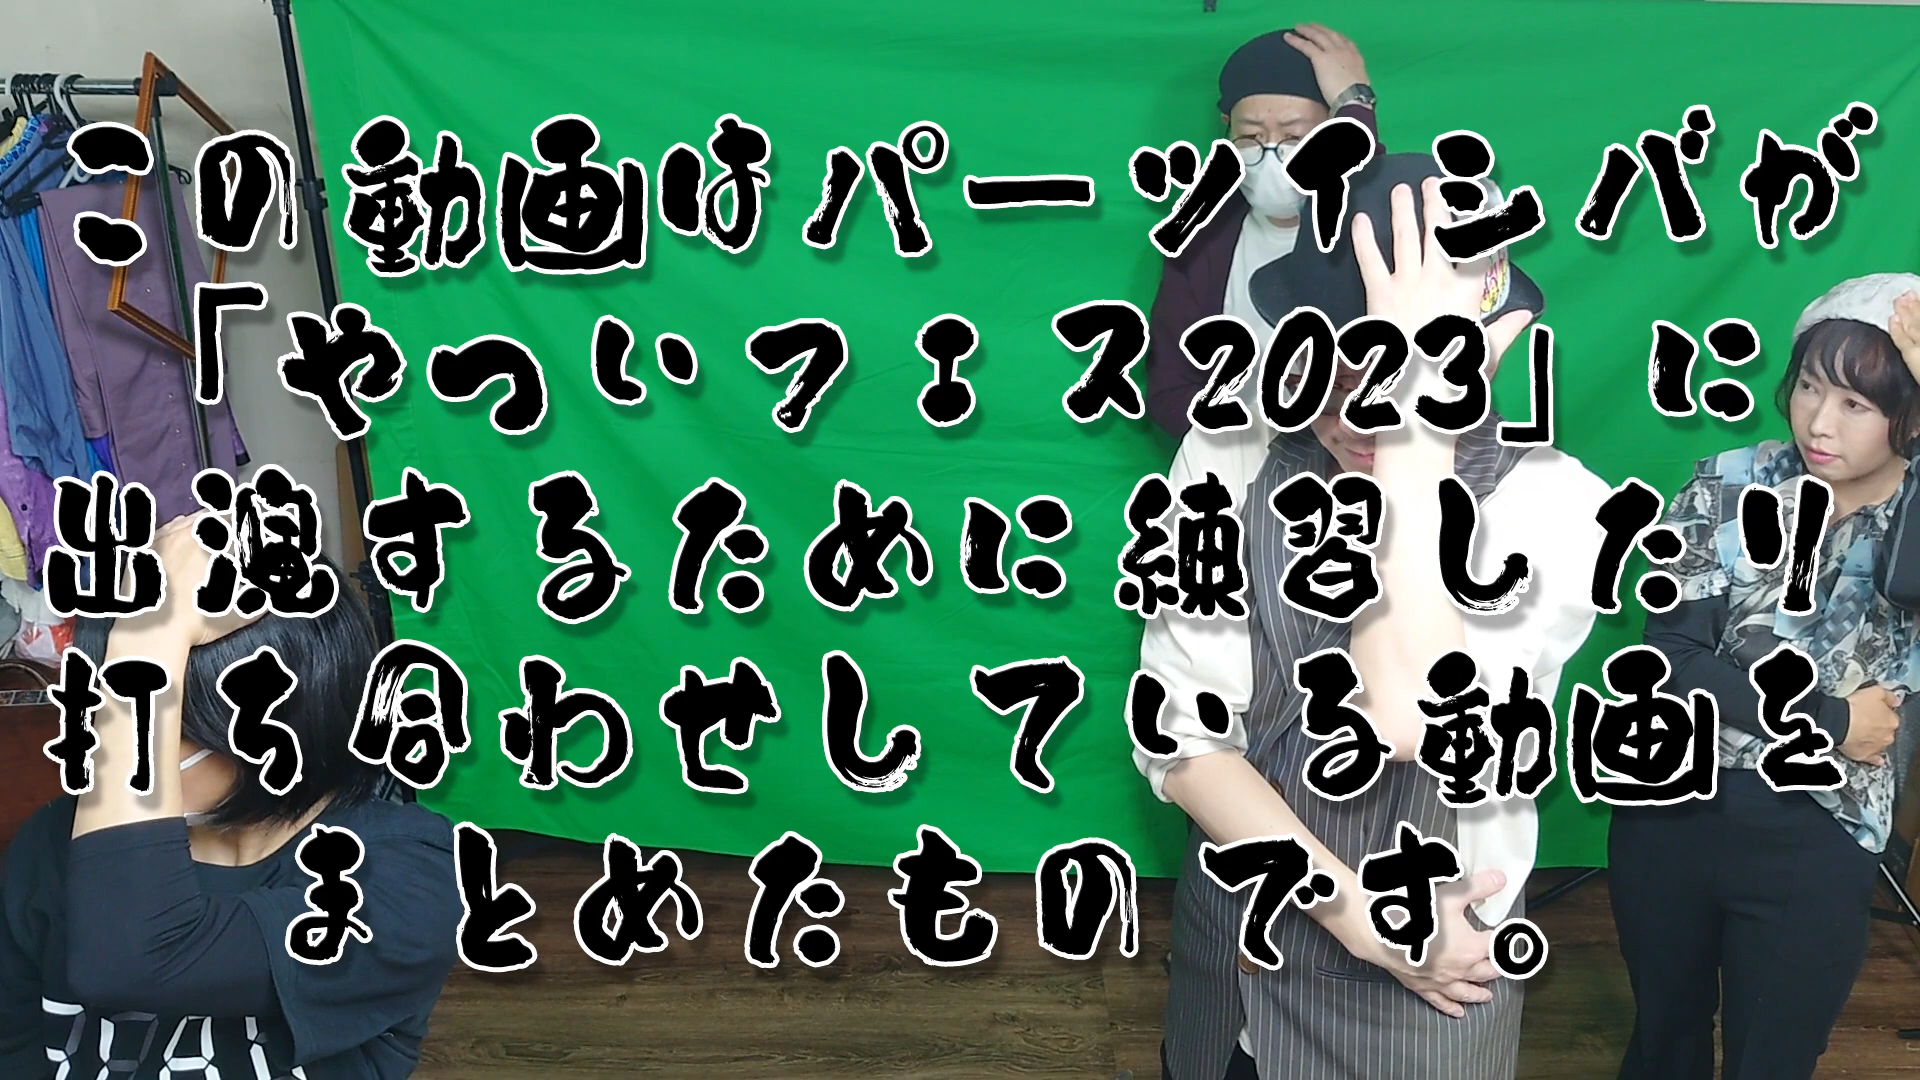 この動画はパーツイシバが
「やついフェス2023」に
出演するために練習したり
打ち合わせしている動画を
まとめたものです。